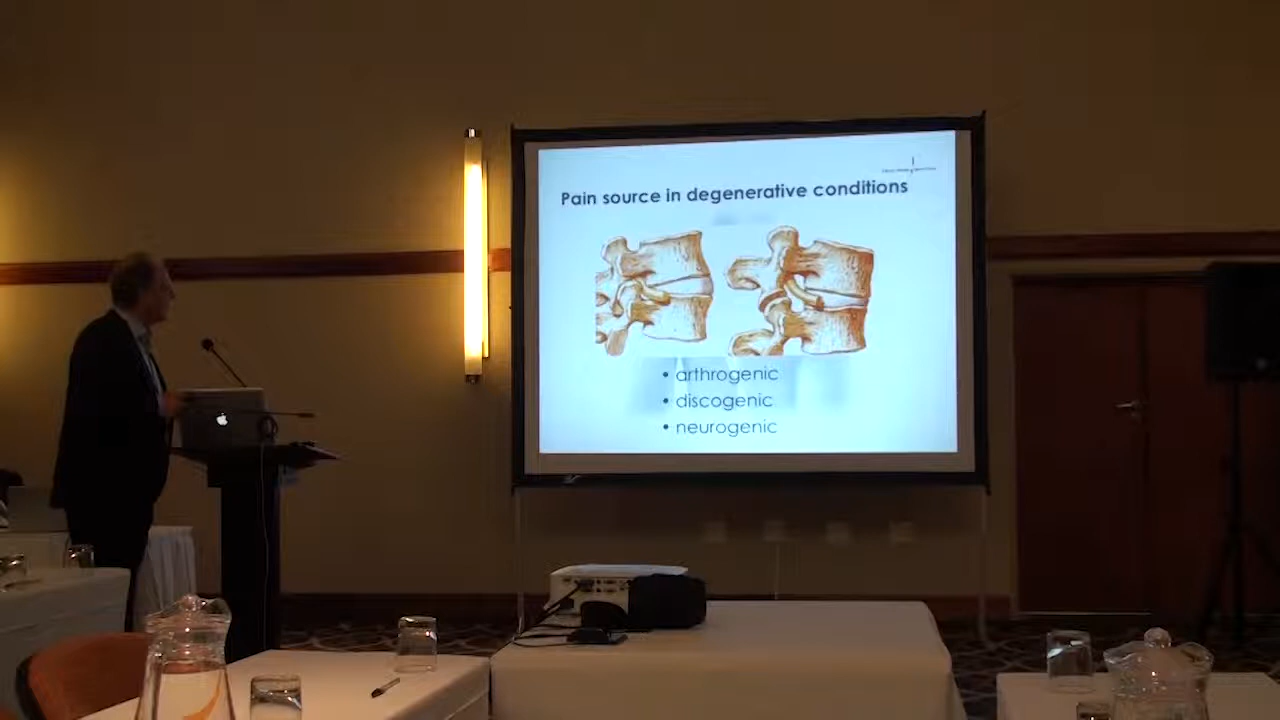 Pain source in degenerative conditions
• arthrogenic
• discogenic
• neurogenic